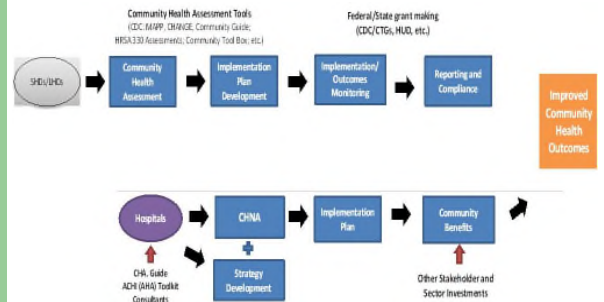 Community Health Assessment Tools
(CDC: MAPP, CHANGE, Community Guide;
HRSA 330 Assessments; Community Tool Box; etc.)
Federal/State grant making
(CDC/CTGs, HUD, etc.)
SHDs/LHDs
Community
Health
Assessment
Implementation
Plan
Development
Implementation/
Outcomes
Monitoring
Reporting and
Compliance
Improved
Community
Health
Outcomes
Hospitals
CHNA
Implementation
Plan
Community
Benefits
Strategy
Development
CHA. Guide
ACHI (AHA) Toolkit
Consultants
Other Stakeholder and
Sector Investments